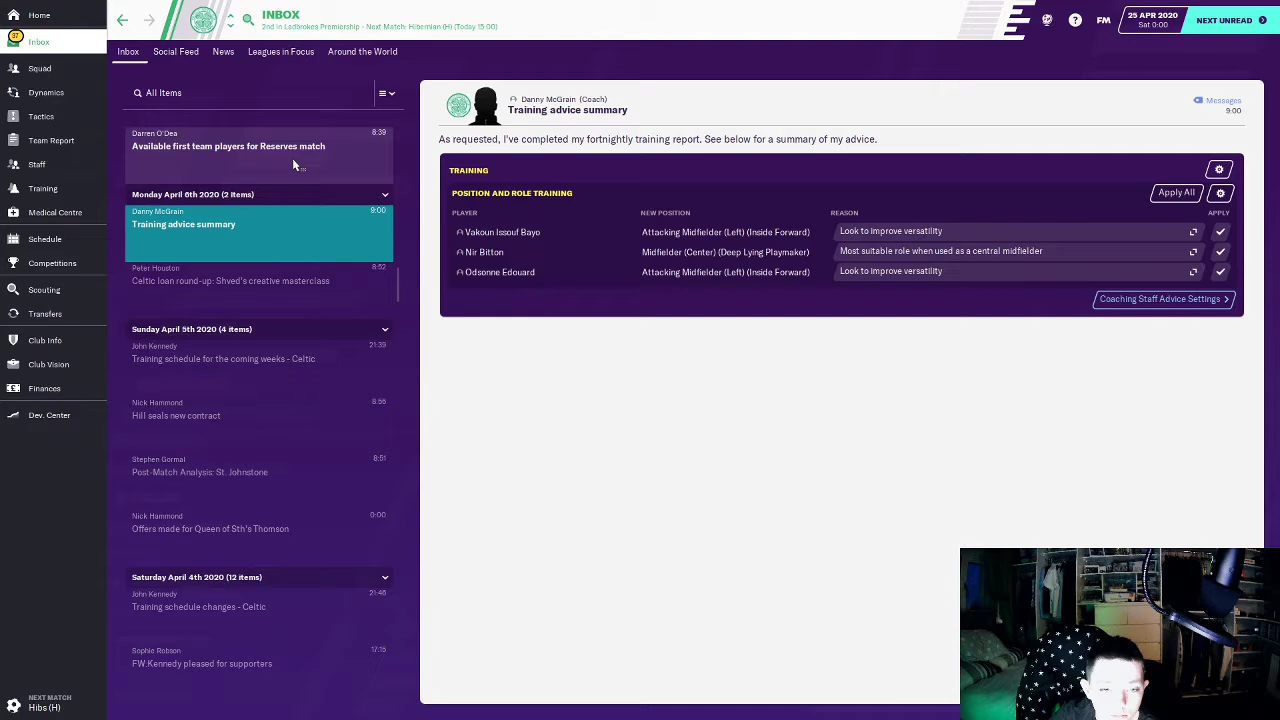 INBOX
2nd in Ladbrokes Premiership - Next Match: Hibernian (H) (Today 15:00)
FM
25 APR 2020
Sat 9:00
NEXT UNREAD
37
Inbox
Squad
Dynamics
Tactics
Team Report
Staff
Training
Medical Centre
Schedule
Competitions
Scouting
Transfers
Club Info
Club Vision
Finances
Dev. Center
NEXT MATCH
Hibs (H)
Inbox
Social Feed
News
Leagues in Focus
Around the World
All Items
Darren O'Dea
8:39
Available first team players for Reserves match
Monday April 6th 2020 (2 Items)
Danny McGrain
9:00
Training advice summary
Peter Houston
8:52
Celtic loan round-up: Shved's creative masterclass
Sunday April 5th 2020 (4 items)
John Kennedy
21:39
Training schedule for the coming weeks - Celtic
Nick Hammond
8:56
Hill seals new contract
Stephen Gormal
8:51
Post-Match Analysis: St. Johnstone
Nick Hammond
0:00
Offers made for Queen of Sth's Thomson
Saturday April 4th 2020 (12 items)
John Kennedy
21:46
Training schedule changes - Celtic
Sophie Robson
17:15
FW:Kennedy pleased for supporters
Danny McGrain (Coach)
Training advice summary
Messages
9:00
As requested, I've completed my fortnightly training report. See below for a summary of my advice.
TRAINING
POSITION AND ROLE TRAINING
Apply All
PLAYER NEW POSITION REASON APPLY
Vakoun Issouf Bayo Attacking Midfielder (Left) (Inside Forward) Look to improve versatility
Nir Bitton Midfielder (Center) (Deep Lying Playmaker) Most suitable role when used as a central midfielder
Odsonne Edouard Attacking Midfielder (Left) (Inside Forward) Look to improve versatility
Coaching Staff Advice Settings